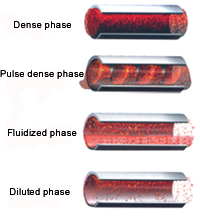 Dense phase
Pulse dense phase
Fluidized phase
Diluted phase